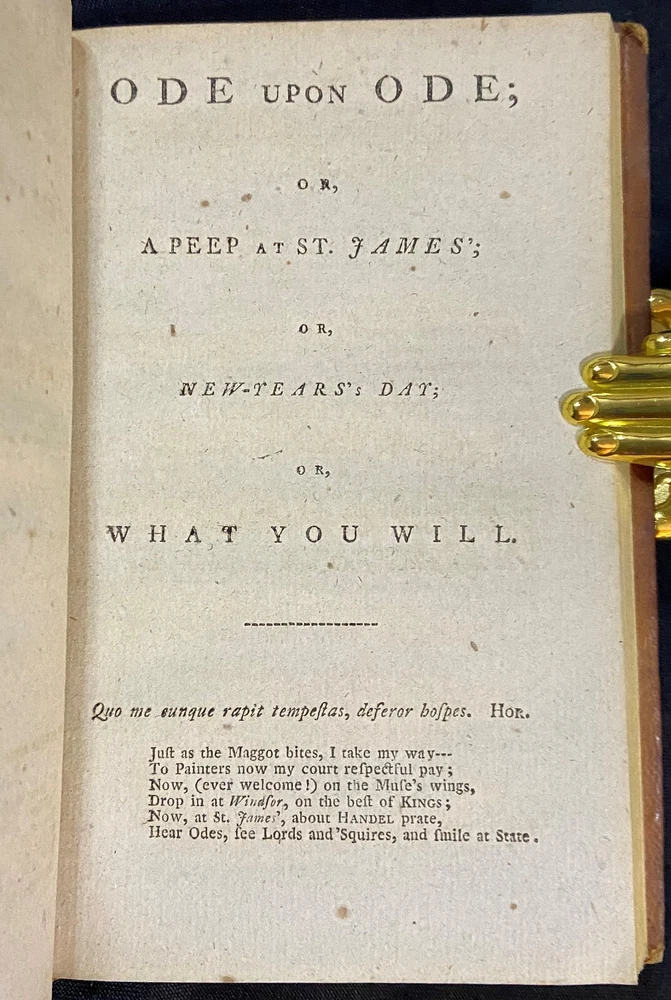 ODE UPON ODE;
OR,
A PEEP AT ST. JAMES';
OR,
NEW-YEARS's DAY;
OR,
WHAT YOU WILL.
Quo me cunque rapit tempeſtas, deferor hoſpes. HOR.
Juſt as the Maggot bites, I take my way---
To Painters now my court reſpectful pay;
Now, (ever welcome!) on the Muſe's wings,
Drop in at Windſor, on the beſt of KINGS;
Now, at St. James', about HANDEL prate,
Hear Odes, ſee Lords and 'Squires, and ſmile at State.